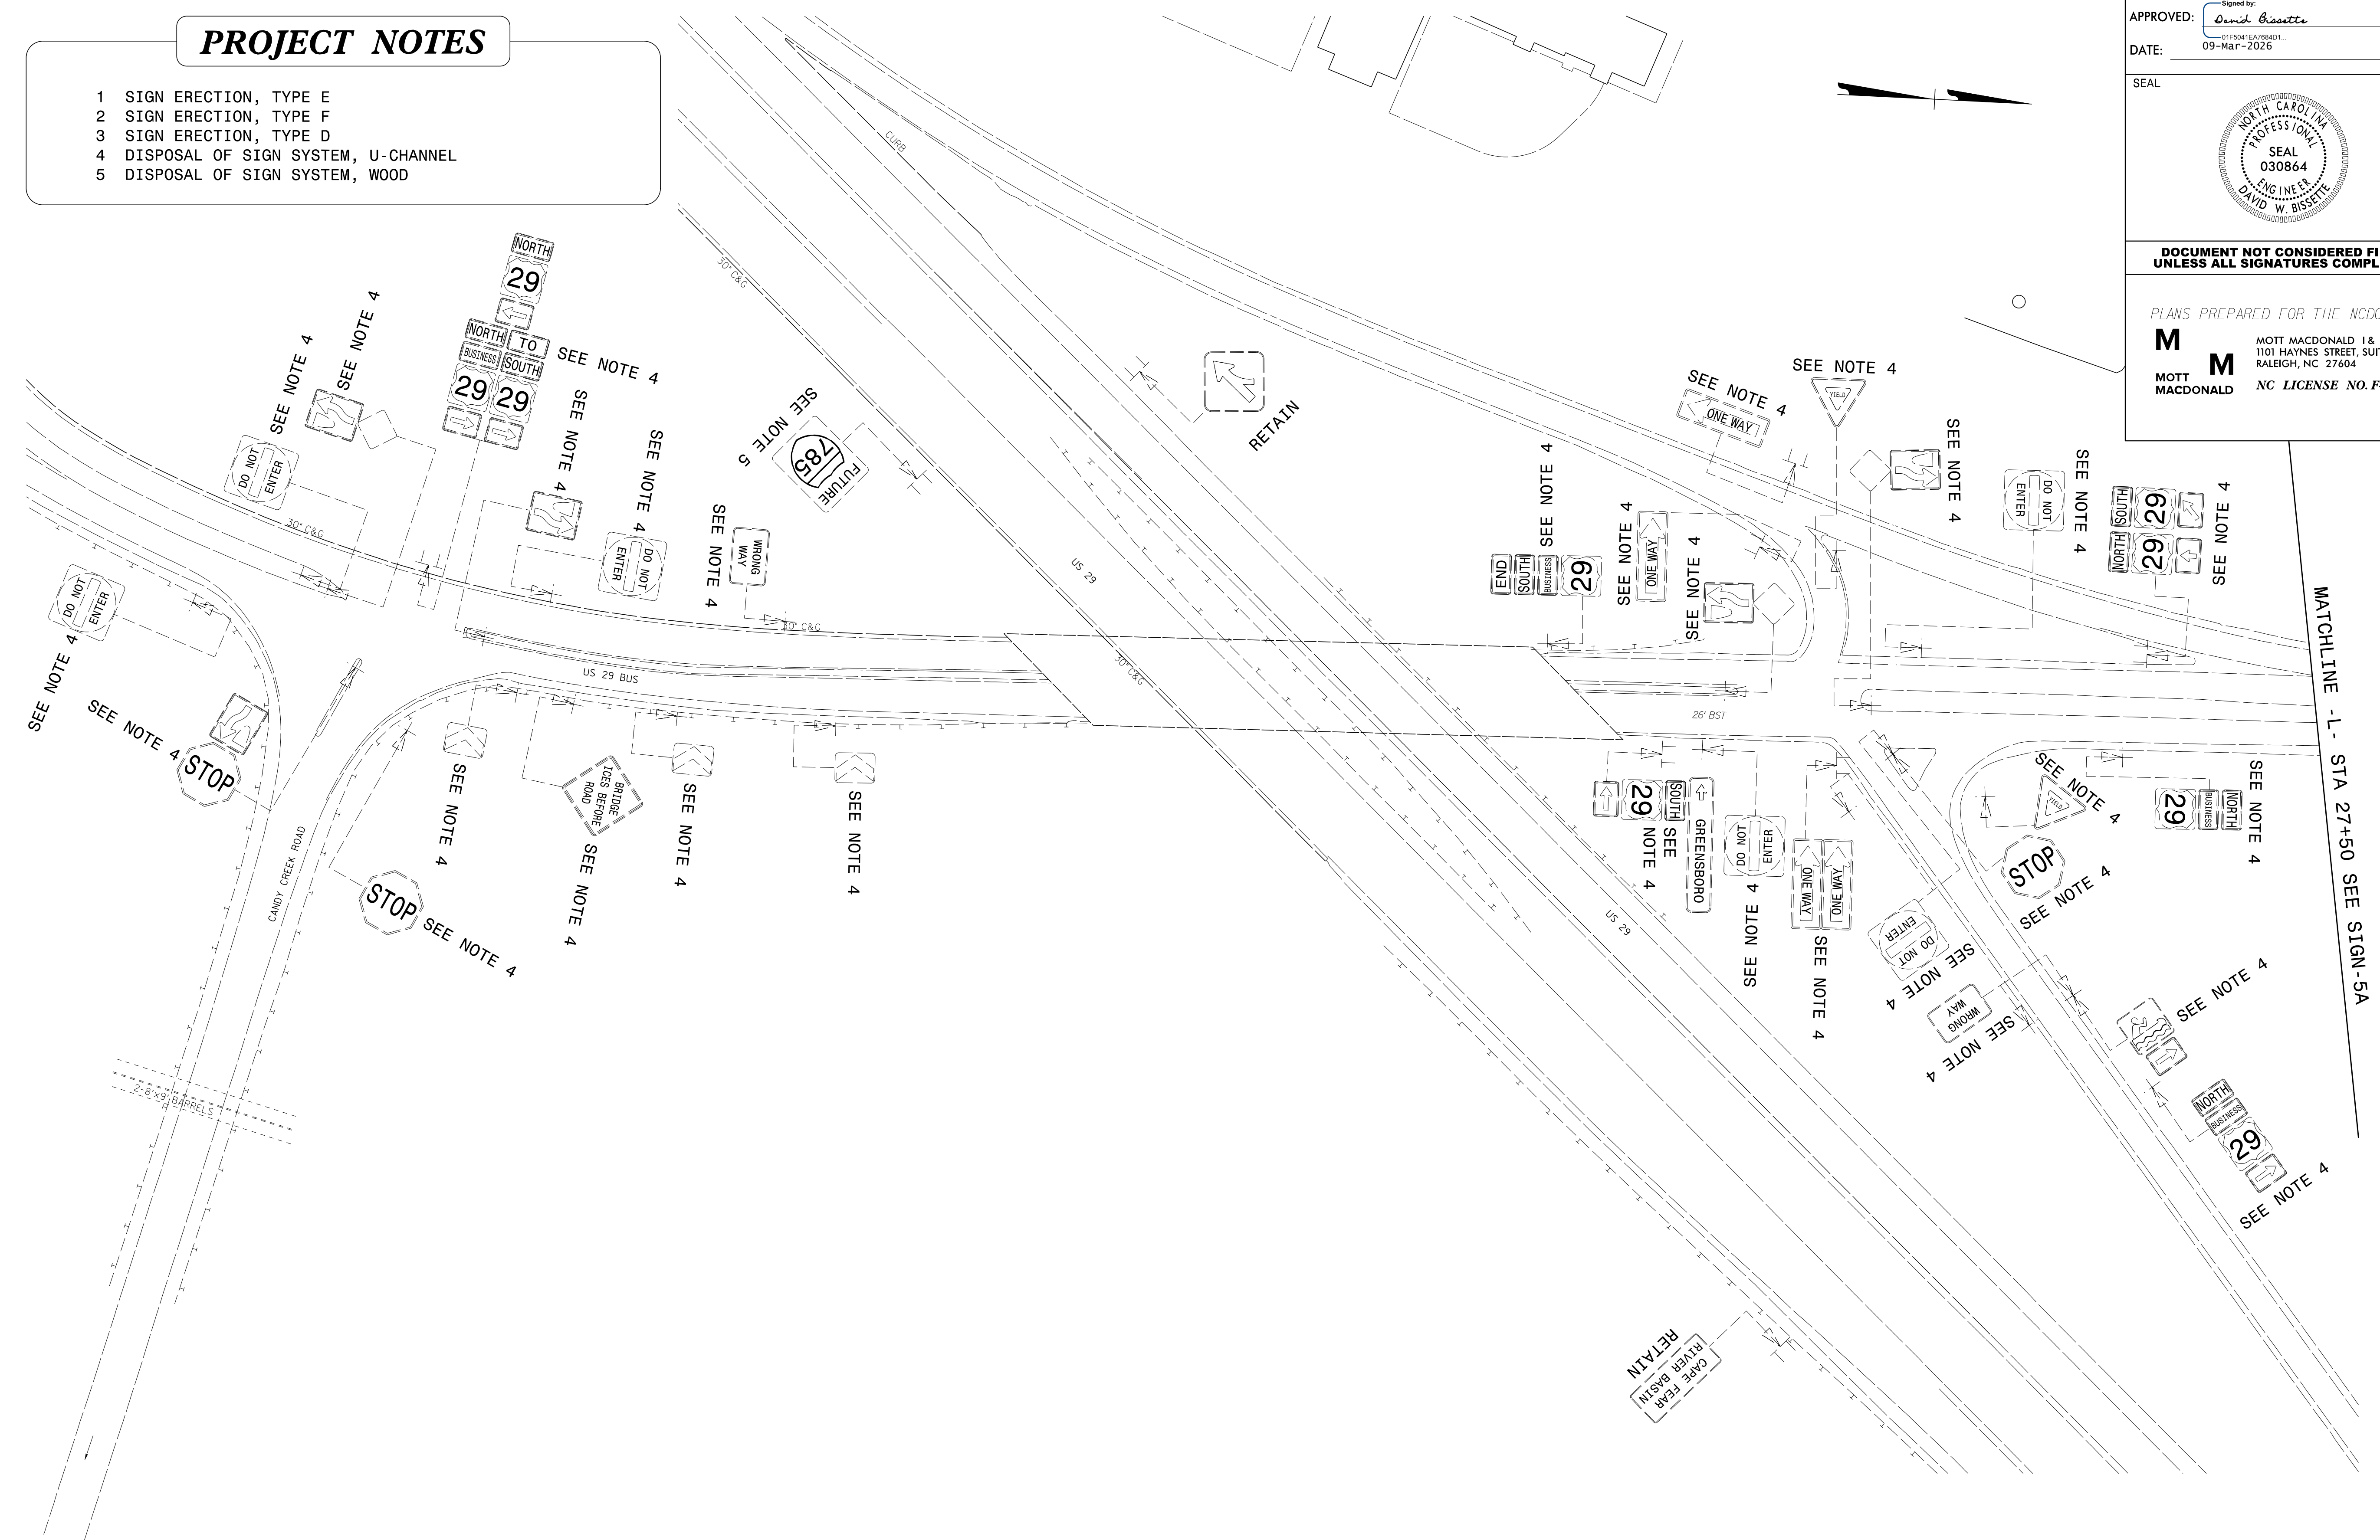 PROJECT NOTES
1 SIGN ERECTION, TYPE E
2 SIGN ERECTION, TYPE F
3 SIGN ERECTION, TYPE D
4 DISPOSAL OF SIGN SYSTEM, U-CHANNEL
5 DISPOSAL OF SIGN SYSTEM, WOOD
APPROVED:
Signed by:
David Bissette
01F5041EA7684D1...
DATE:
09-Mar-2026
SEAL
NORTH CAROLINA
PROFESSIONAL
SEAL
030864
ENGINEER
DAVID W. BISSETTE
DOCUMENT NOT CONSIDERED FI
UNLESS ALL SIGNATURES COMPL
PLANS PREPARED FOR THE NCDO
M
M
MOTT
MACDONALD
MOTT MACDONALD I &
1101 HAYNES STREET, SUI
RALEIGH, NC 27604
NC LICENSE NO. F-
CURB
30" C&G
NORTH
29
NORTH
TO
BUSINESS
SOUTH
29
29
SEE NOTE 4
SEE NOTE 4
SEE NOTE 4
DO NOT
ENTER
30" C&G
SEE NOTE 4
SEE NOTE 4
DO NOT
ENTER
SEE NOTE 4
WRONG
WAY
30" C&G
SEE NOTE 5
FUTURE
785
RETAIN
US 29
DO NOT
ENTER
SEE NOTE 4
SEE NOTE 4
STOP
CANDY CREEK ROAD
STOP
SEE NOTE 4
US 29 BUS
SEE NOTE 4
BRIDGE
ICES BEFORE
ROAD
SEE NOTE 4
SEE NOTE 4
SEE NOTE 4
2-8'x9' BARRELS
30" C&G
SEE NOTE 4
ONE WAY
SEE NOTE 4
YIELD
SEE NOTE 4
END
SOUTH
BUSINESS
29
SEE NOTE 4
ONE WAY
SEE NOTE 4
SEE NOTE 4
DO NOT
ENTER
SEE NOTE 4
SOUTH
29
NORTH
29
SEE NOTE 4
SEE NOTE 4
26' BST
29
SOUTH
SEE
NOTE 4
GREENSBORO
DO NOT
ENTER
SEE NOTE 4
ONE WAY
ONE WAY
SEE NOTE 4
US 29
SEE NOTE 4
YIELD
STOP
SEE NOTE 4
29
BUSINESS
NORTH
SEE NOTE 4
DO NOT
ENTER
SEE NOTE 4
WRONG
WAY
SEE NOTE 4
SEE NOTE 4
NORTH
BUSINESS
29
SEE NOTE 4
RETAIN
CAPE FEAR
RIVER BASIN
MATCHLINE -L- STA 27+50 SEE SIGN-5A